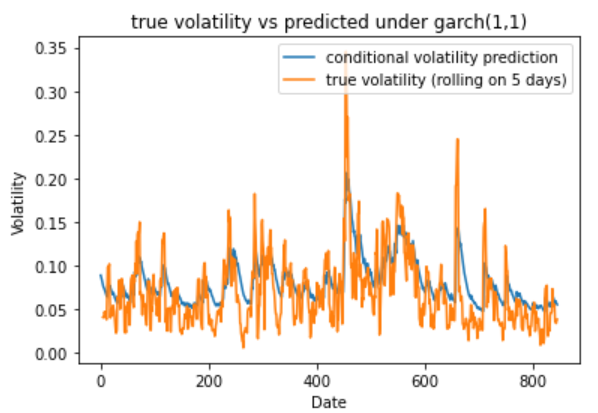 true volatility vs predicted under garch(1,1)
conditional volatility prediction
true volatility (rolling on 5 days)
Volatility
0.35
0.30
0.25
0.20
0.15
0.10
0.05
0.00
0 200 400 600 800
Date